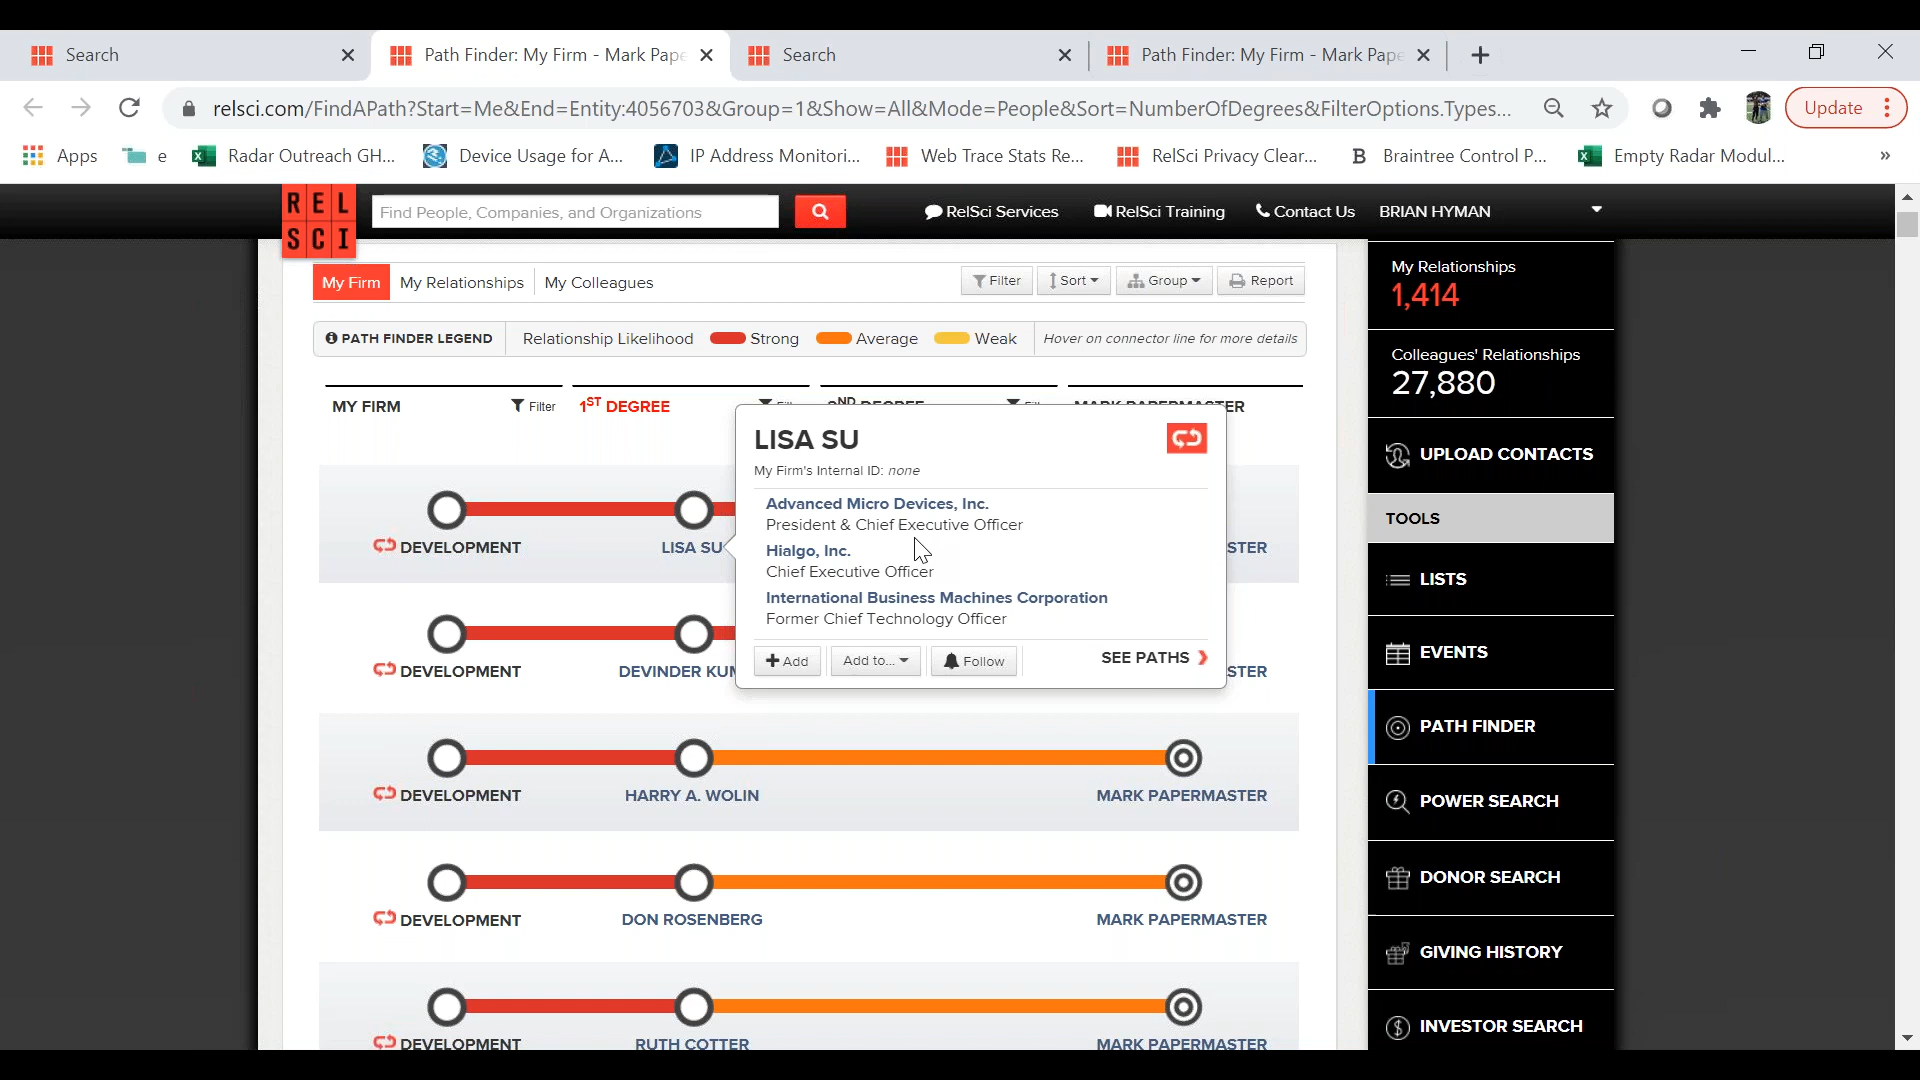 Search
Path Finder: My Firm - Mark Pape
Search
Path Finder: My Firm - Mark Pape
relsci.com/FindAPath?Start=Me&End=Entity:4056703&Group=1&Show=All&Mode=People&Sort=NumberOfDegrees&FilterOptions.Types...
Update
Apps
e
Radar Outreach GH...
Device Usage for A...
IP Address Monitori...
Web Trace Stats Re...
RelSci Privacy Clear...
B Braintree Control P...
Empty Radar Modul...
»
REL
SCI
Find People, Companies, and Organizations
RelSci Services
RelSci Training
Contact Us
BRIAN HYMAN
My Firm
My Relationships
My Colleagues
Filter
Sort
Group
Report
PATH FINDER LEGEND
Relationship Likelihood
Strong
Average
Weak
Hover on connector line for more details
MY FIRM
Filter
1ST DEGREE
2ND DEGREE
MARK PAPERMASTER
LISA SU
My Firm's Internal ID: none
Advanced Micro Devices, Inc.
President & Chief Executive Officer
Hialgo, Inc.
Chief Executive Officer
International Business Machines Corporation
Former Chief Technology Officer
+ Add
Add to...
Follow
SEE PATHS
DEVELOPMENT
LISA SU
STER
DEVELOPMENT
DEVINDER KUM
STER
DEVELOPMENT
HARRY A. WOLIN
MARK PAPERMASTER
DEVELOPMENT
DON ROSENBERG
MARK PAPERMASTER
DEVELOPMENT
RUTH COTTER
MARK PAPERMASTER
My Relationships
1,414
Colleagues' Relationships
27,880
UPLOAD CONTACTS
TOOLS
LISTS
EVENTS
PATH FINDER
POWER SEARCH
DONOR SEARCH
GIVING HISTORY
INVESTOR SEARCH